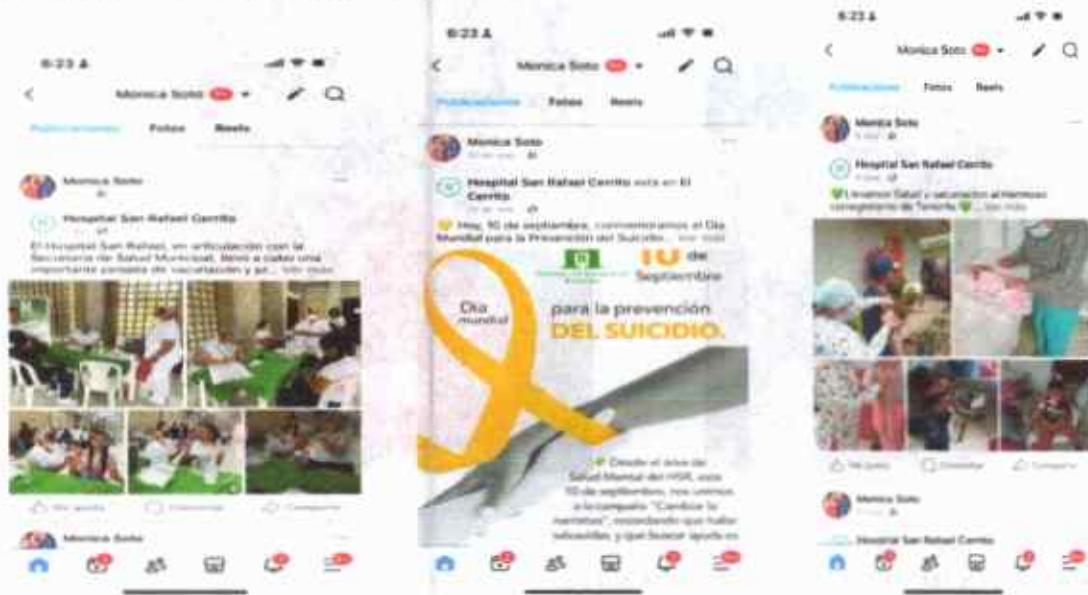 6:23
Monica Soto
Publicaciones Fotos Reels
Monica Soto
Hospital San Rafael Cerrito
El Hospital San Rafael, en articulación con la
Secretaría de Salud Municipal, llevó a cabo una
importante jornada de vacunación y ... Ver más
Me gusta Comentar Compartir
Monica Soto
6:23
Monica Soto
Publicaciones Fotos Reels
Monica Soto
Hospital San Rafael Cerrito está en El
Cerrito
Hoy, 10 de septiembre, conmemoramos el Día
Mundial para la Prevención del Suicidio... Ver más
10 de
Septiembre
Día
mundial
para la prevención
DEL SUICIDIO.
Desde el área de
Salud Mental del HSR, este
10 de septiembre, nos unimos
a la campaña "Cambiar la
narrativa", recordando que hablar
y que buscar ayuda es
6:23
Monica Soto
Publicaciones Fotos Reels
Monica Soto
Hospital San Rafael Cerrito
Llevamos Salud y vacunación al hermoso
corregimiento de Tenerife ... Ver más
Me gusta Comentar Compartir
Monica Soto
Hospital San Rafael Cerrito